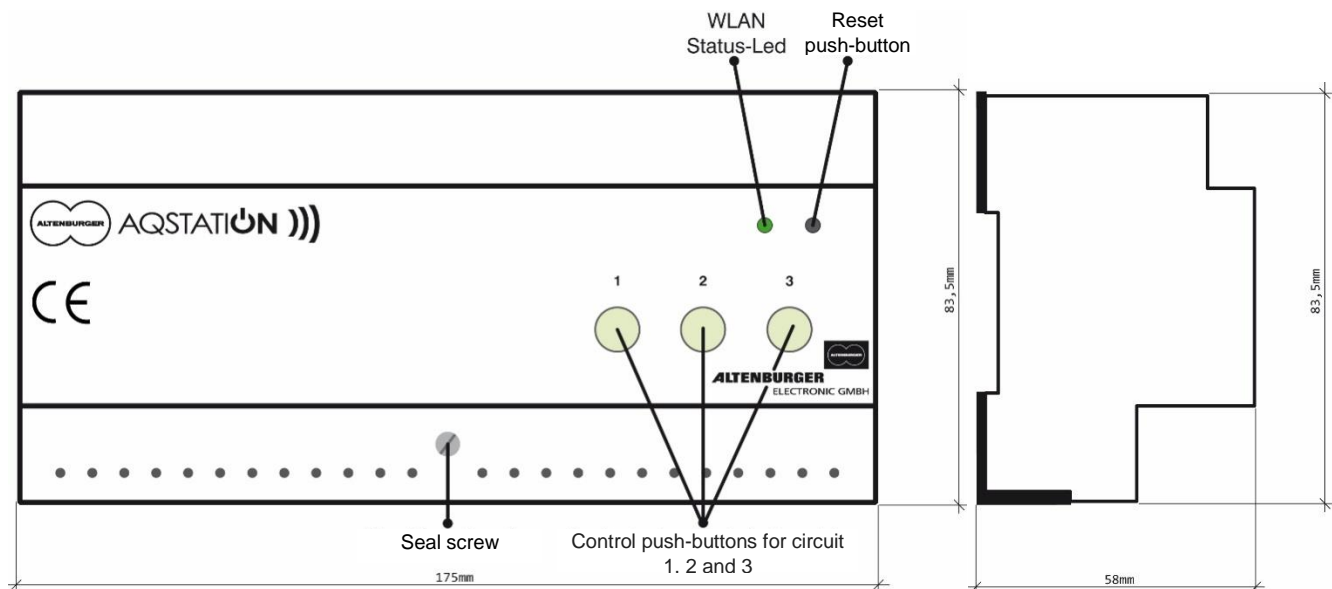 WLAN
Status-Led
Reset
push-button
ALTENBURGER
AQSTATION )))
CE
1
2
3
ALTENBURGER
ALTENBURGER
ELECTRONIC GMBH
83,5mm
83,5mm
Seal screw
Control push-buttons for circuit
1. 2 and 3
175mm
58mm